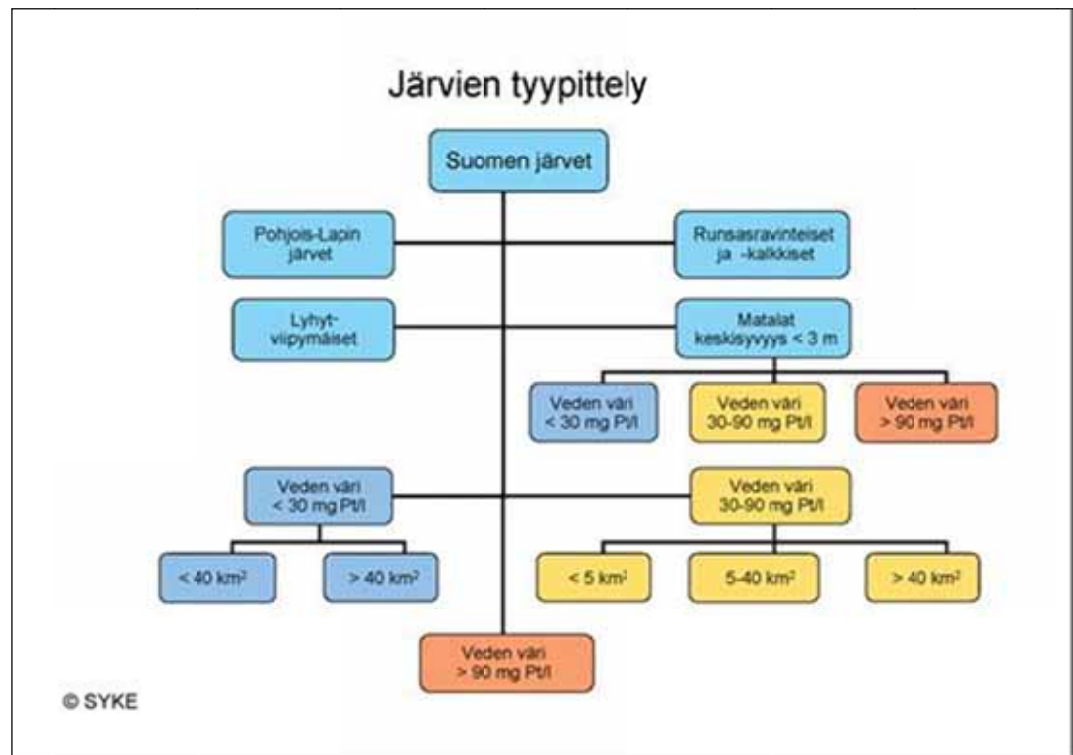 Järvien tyypittely
Suomen järvet
Pohjois-Lapin
järvet
Runsasravinteiset
ja -kalkkiset
Lyhyt-
viipymäiset
Matalat
keskisyvyys < 3 m
Veden väri
< 30 mg Pt/l
Veden väri
30-90 mg Pt/l
Veden väri
> 90 mg Pt/l
Veden väri
< 30 mg Pt/l
Veden väri
30-90 mg Pt/l
< 40 km²
> 40 km²
< 5 km²
5-40 km²
> 40 km²
Veden väri
> 90 mg Pt/l
© SYKE